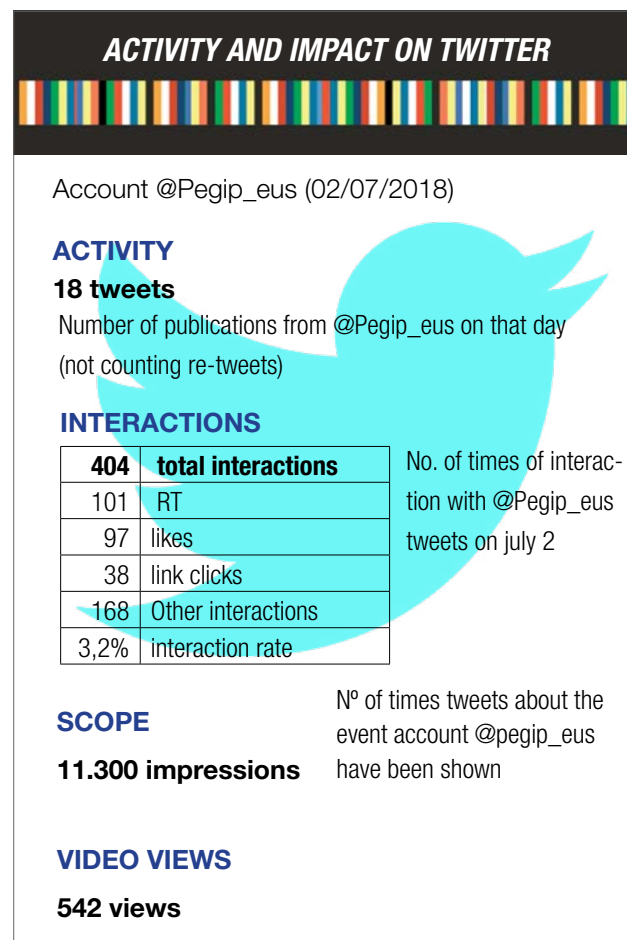 ACTIVITY AND IMPACT ON TWITTER
Account @Pegip_eus (02/07/2018)
ACTIVITY
18 tweets
Number of publications from @Pegip_eus on that day
(not counting re-tweets)
INTERACTIONS
404 total interactions
101 RT
97 likes
38 link clicks
168 Other interactions
3,2% interaction rate
No. of times of interac-
tion with @Pegip_eus
tweets on july 2
SCOPE
11.300 impressions
Nº of times tweets about the
event account @pegip_eus
have been shown
VIDEO VIEWS
542 views